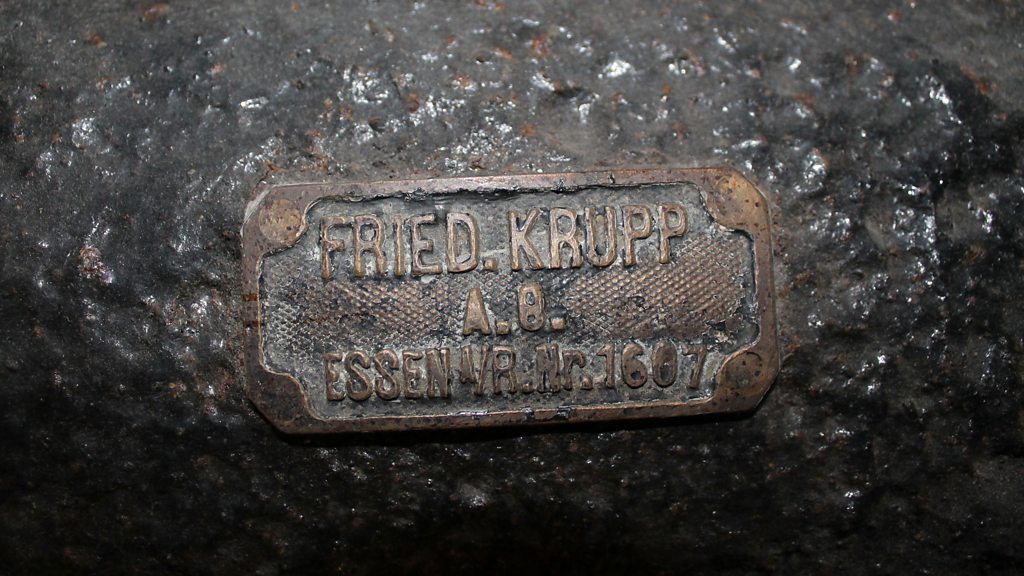 FRIED. KRUPP
A.G.
ESSEN A/R. Nr. 1607